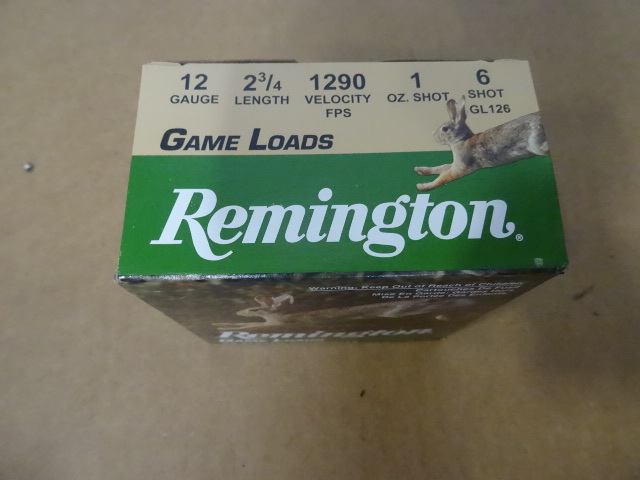 12 2¾ 1290 1 6
GAUGE LENGTH VELOCITY OZ. SHOT SHOT
FPS GL126
GAME LOADS
Remington®
Warning: Keep Out of Reach of Children
Remington